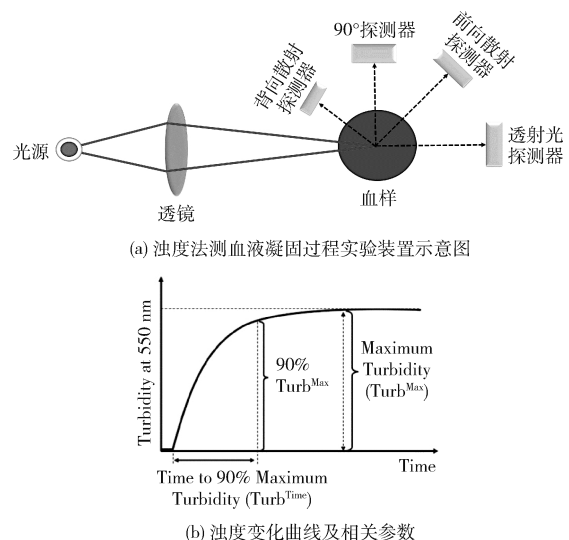 90°探测器
前向散射
探测器
背向散射
探测器
光源
透射光
探测器
透镜
血样
(a) 浊度法测血液凝固过程实验装置示意图
Turbidity at 550 nm
90%
Turb^Max
Maximum
Turbidity
(Turb^Max)
Time to 90% Maximum
Turbidity (Turb^Time)
Time
(b) 浊度变化曲线及相关参数